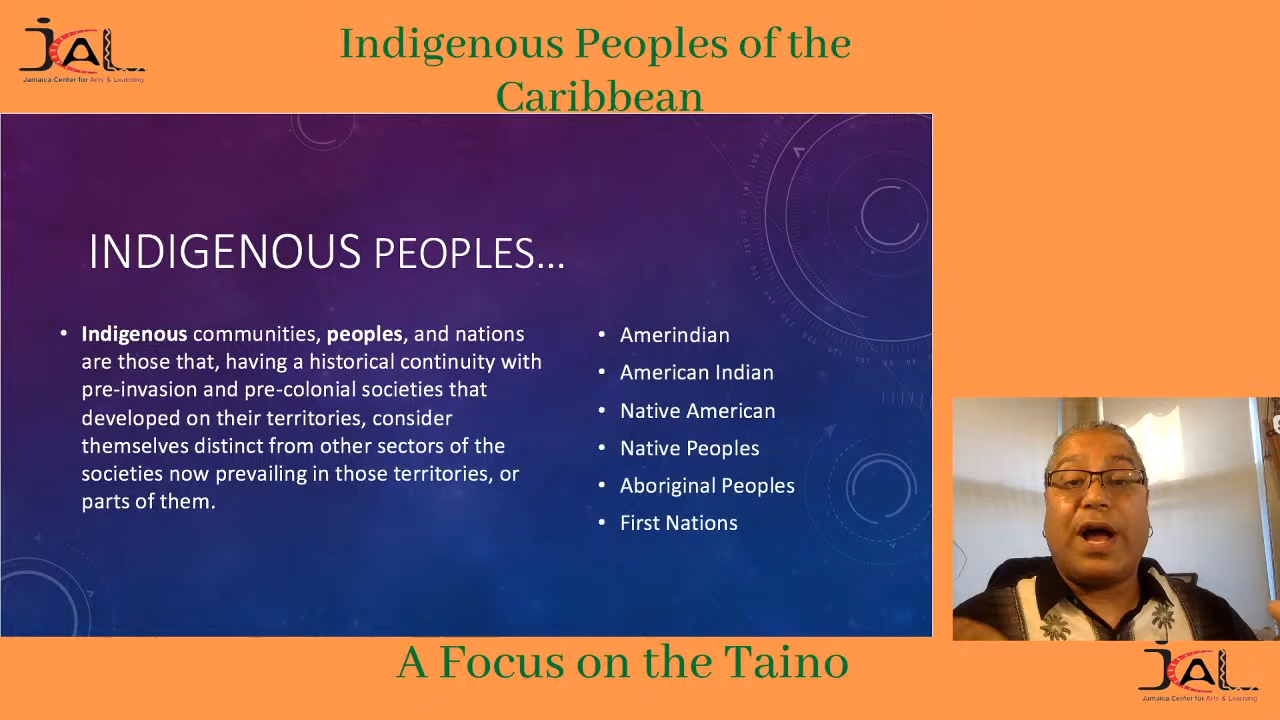 JCAL
Jamaica Center for Arts & Learning
Indigenous Peoples of the
Caribbean
INDIGENOUS PEOPLES...
• Indigenous communities, peoples, and nations
are those that, having a historical continuity with
pre-invasion and pre-colonial societies that
developed on their territories, consider
themselves distinct from other sectors of the
societies now prevailing in those territories, or
parts of them.
• Amerindian
• American Indian
• Native American
• Native Peoples
• Aboriginal Peoples
• First Nations
A Focus on the Taino
JCAL
Jamaica Center for Arts & Learning